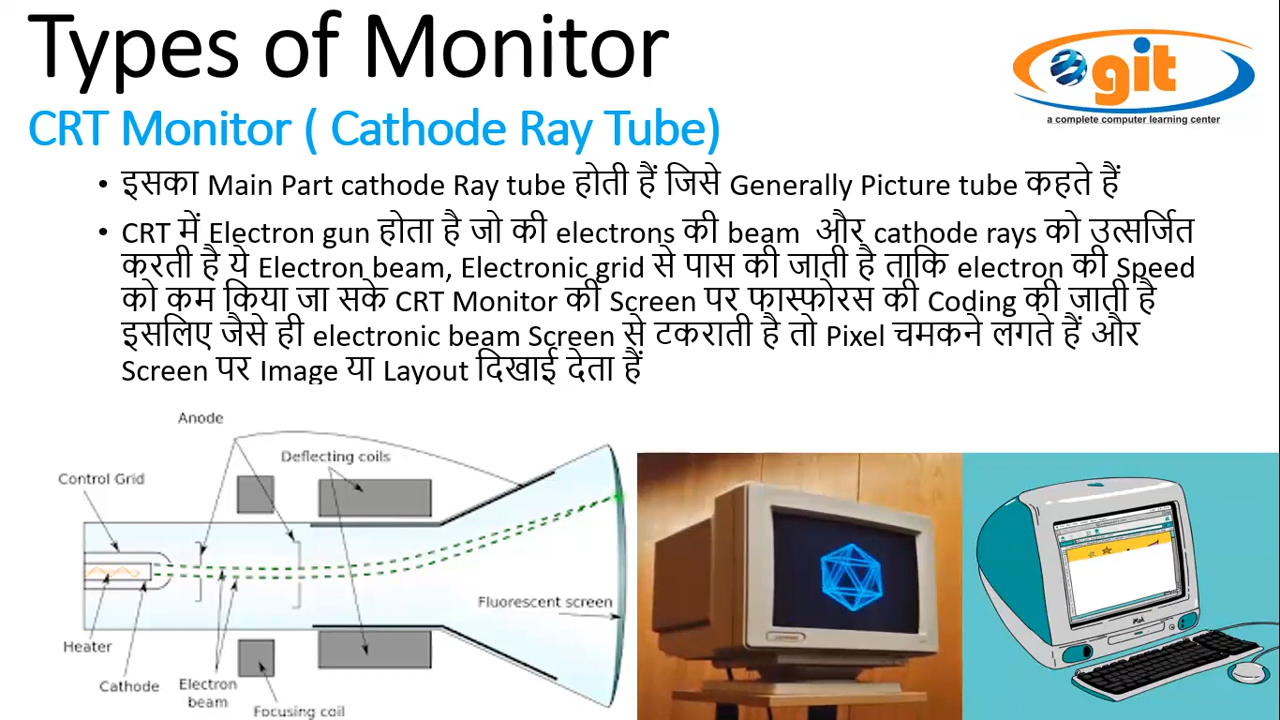 Types of Monitor
egit
a complete computer learning center
CRT Monitor ( Cathode Ray Tube)
• इसका Main Part cathode Ray tube होती हैं जिसे Generally Picture tube कहते हैं
• CRT में Electron gun होता है जो की electrons की beam और cathode rays को उत्सर्जित
करती है ये Electron beam, Electronic grid से पास की जाती है ताकि electron की Speed
को कम किया जा सके CRT Monitor की Screen पर फास्फोरस की Coding की जाती है
इसलिए जैसे ही electronic beam Screen से टकराती है तो Pixel चमकने लगते हैं और
Screen पर Image या Layout दिखाई देता हैं
Anode
Deflecting coils
Control Grid
Fluorescent screen
Heater
Cathode
Electron
beam
Focusing coil
iMac